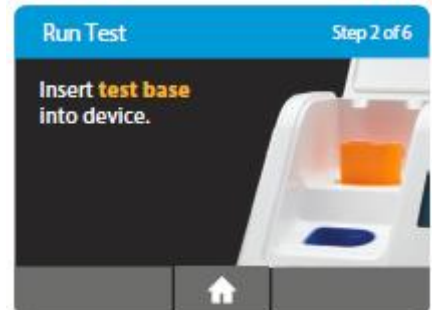 Run Test
Step 2 of 6
Insert test base
into device.